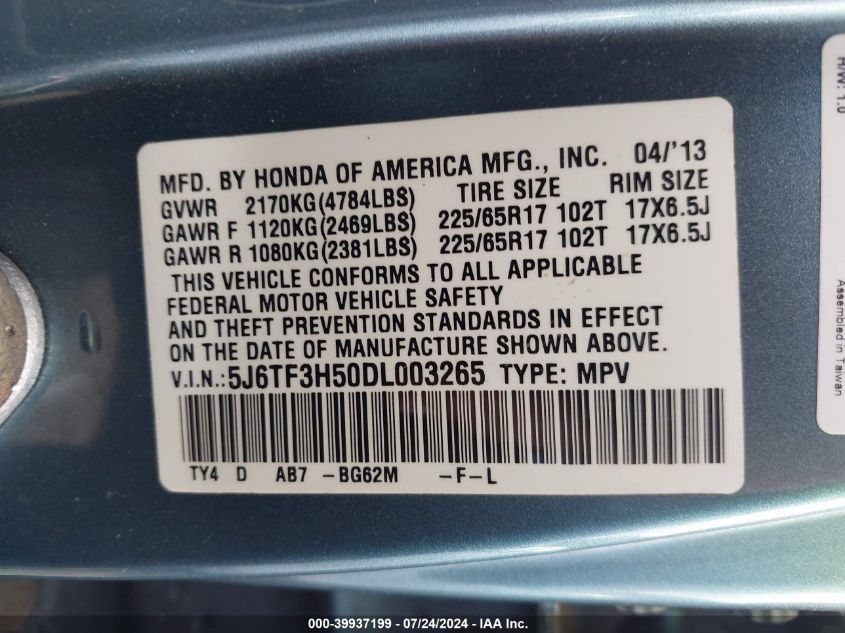 MFD. BY HONDA OF AMERICA MFG., INC. 04/'13
GVWR 2170KG(4784LBS) TIRE SIZE RIM SIZE
GAWR F 1120KG(2469LBS) 225/65R17 102T 17X6.5J
GAWR R 1080KG(2381LBS) 225/65R17 102T 17X6.5J
THIS VEHICLE CONFORMS TO ALL APPLICABLE
FEDERAL MOTOR VEHICLE SAFETY
AND THEFT PREVENTION STANDARDS IN EFFECT
ON THE DATE OF MANUFACTURE SHOWN ABOVE.
V.I.N.:5J6TF3H50DL003265 TYPE: MPV
TY4 D AB7 -BG62M -F-L
H/W: 1.0
Assembled in Taiwan
000-39937199 / 07/24/2024 - Copyright © IAA, LLC.